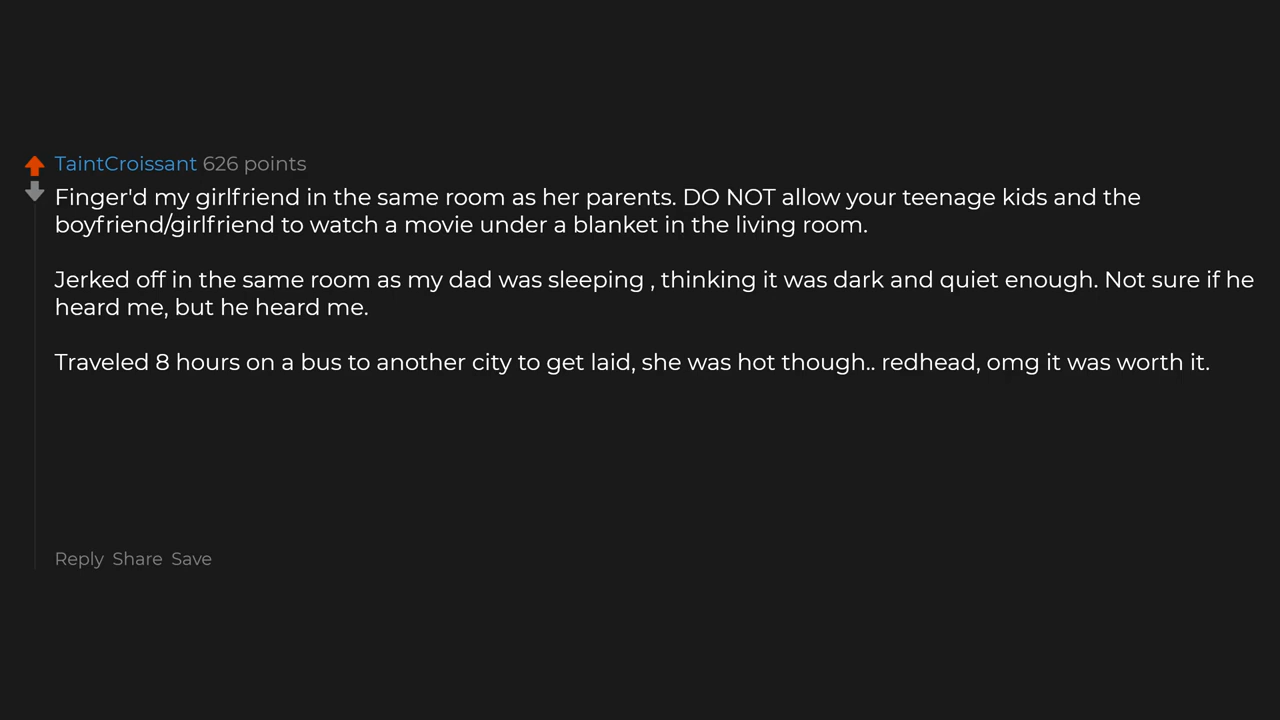 TaintCroissant 626 points
Finger'd my girlfriend in the same room as her parents. DO NOT allow your teenage kids and the
boyfriend/girlfriend to watch a movie under a blanket in the living room.
Jerked off in the same room as my dad was sleeping , thinking it was dark and quiet enough. Not sure if he
heard me, but he heard me.
Traveled 8 hours on a bus to another city to get laid, she was hot though.. redhead, omg it was worth it.
Reply Share Save